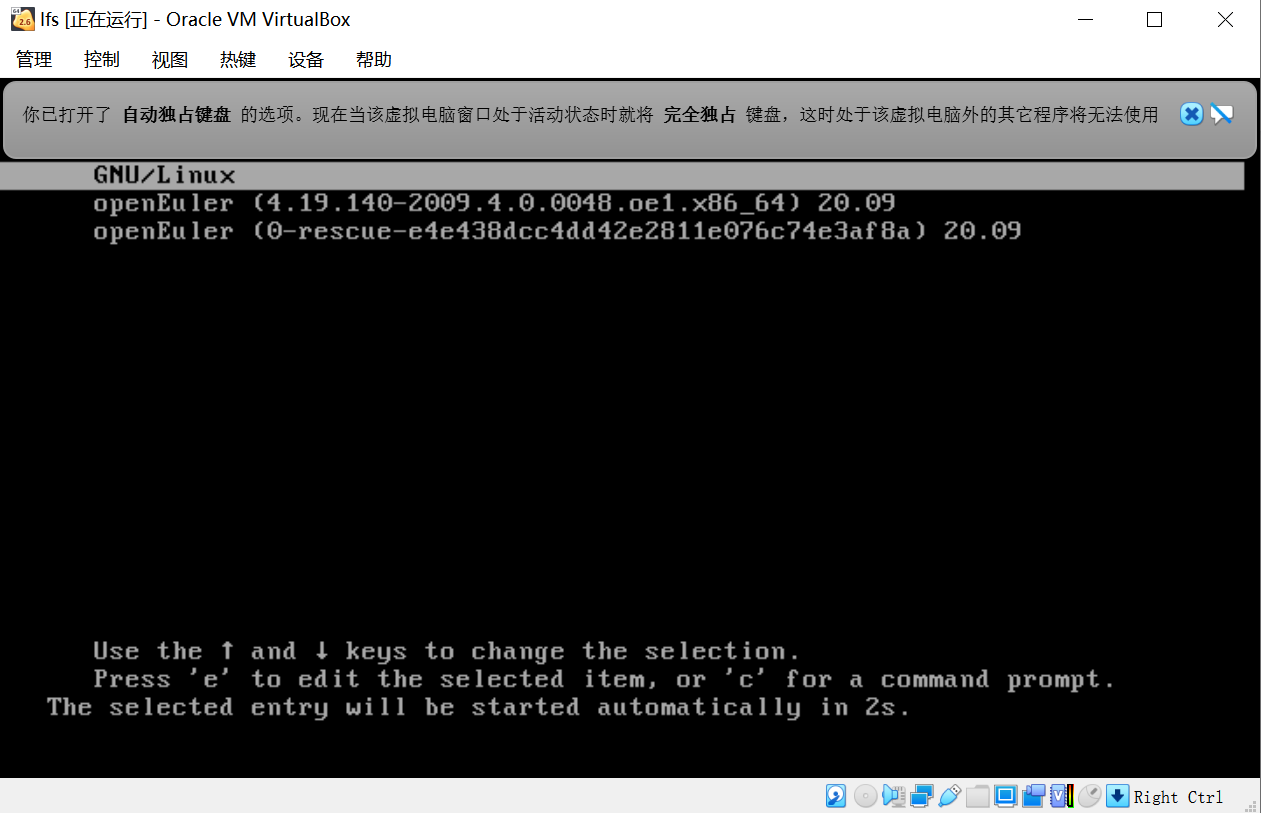 lfs [正在运行] - Oracle VM VirtualBox
管理 控制 视图 热键 设备 帮助
你已打开了 自动独占键盘 的选项。现在当该虚拟电脑窗口处于活动状态时就将 完全独占 键盘，这时处于该虚拟电脑外的其它程序将无法使用
GNU/Linux
openEuler (4.19.140-2009.4.0.0048.oe1.x86_64) 20.09
openEuler (0-rescue-e4e438dcc4dd42e2811e076c74e3af8a) 20.09
Use the ↑ and ↓ keys to change the selection.
Press 'e' to edit the selected item, or 'c' for a command prompt.
The selected entry will be started automatically in 2s.
Right Ctrl